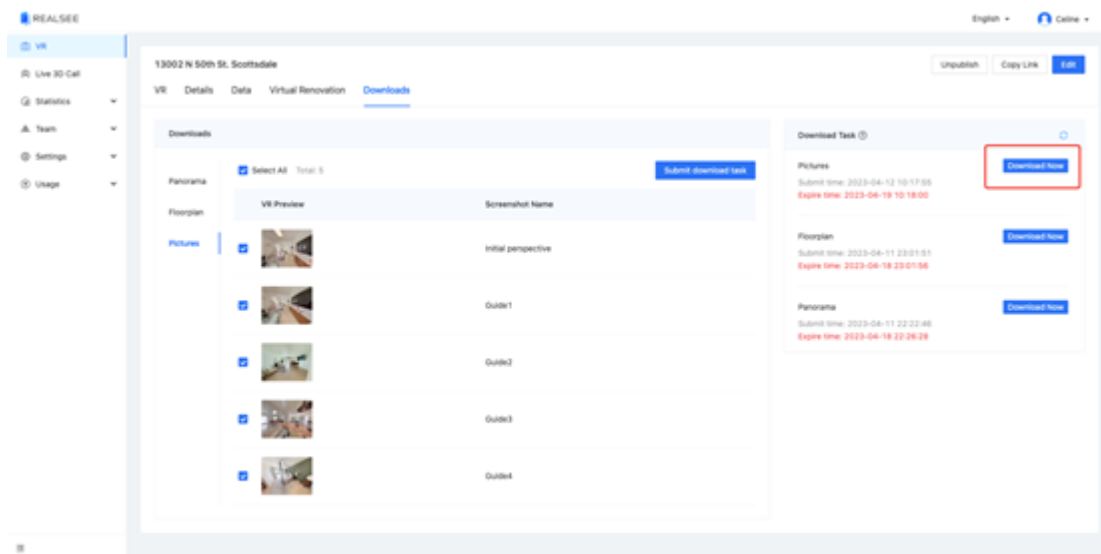 REALSEE
English
Celine
VR
Live 3D Call
Statistics
Team
Settings
Usage
13002 N 50th St. Scottsdale
Unpublish
Copy Link
Edit
VR
Details
Data
Virtual Renovation
Downloads
Downloads
Panorama
Floorplan
Pictures
Select All
Total: 5
Submit download task
VR Preview
Screenshot Name
Initial perspective
Guide1
Guide2
Guide3
Guide4
Download Task
Pictures
Download Now
Submit time: 2023-04-12 10:17:55
Expire time: 2023-04-19 10:18:00
Floorplan
Download Now
Submit time: 2023-04-11 23:01:51
Expire time: 2023-04-18 23:01:56
Panorama
Download Now
Submit time: 2023-04-11 22:22:46
Expire time: 2023-04-18 22:26:28